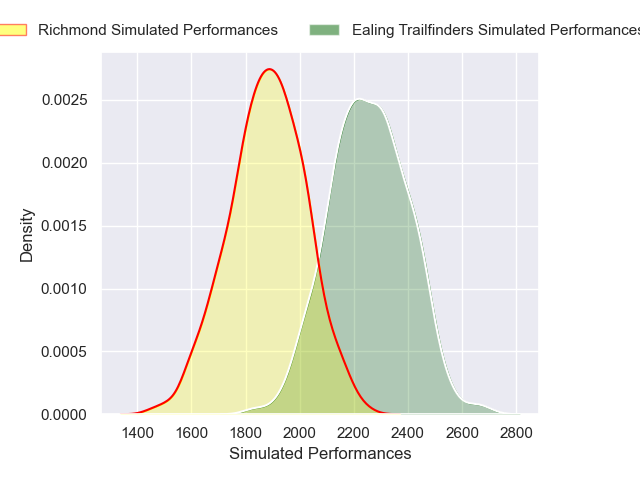 Richmond Simulated Performances
Ealing Trailfinders Simulated Performances
0.0025
0.0020
0.0015
0.0010
0.0005
0.0000
Density
1400 1600 1800 2000 2200 2400 2600 2800
Simulated Performances